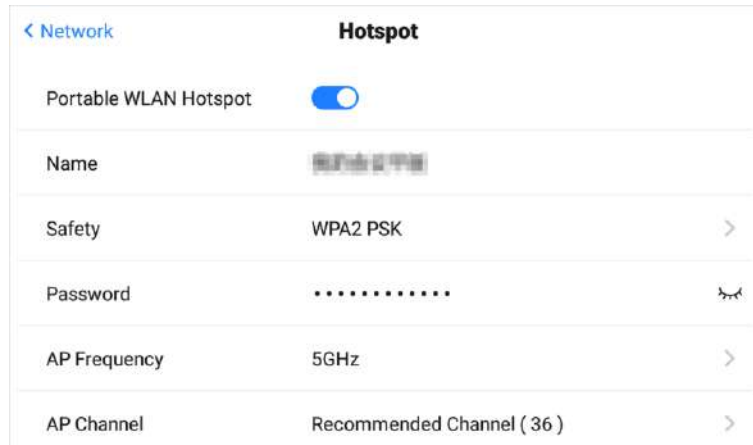 Network
Hotspot
Portable WLAN Hotspot
Name
Safety WPA2 PSK
Password ••••••••••••
AP Frequency 5GHz
AP Channel Recommended Channel ( 36 )